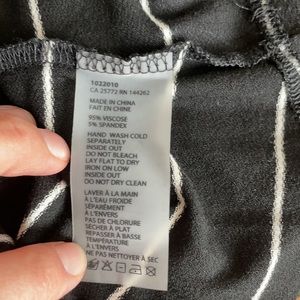 1022010
CA 25772 RN 144262
MADE IN CHINA
FAIT EN CHINE
95% VISCOSE
5% SPANDEX
HAND WASH COLD
SEPARATELY
INSIDE OUT
DO NOT BLEACH
LAY FLAT TO DRY
IRON ON LOW
INSIDE OUT
DO NOT DRY CLEAN
LAVER À LA MAIN
À L'EAU FROIDE
SÉPARÉMENT
À L'ENVERS
PAS DE CHLORURE
SÉCHER À PLAT
REPASSER À BASSE
TEMPÉRATURE
À L'ENVERS
NE PAS NETTOYER À SEC